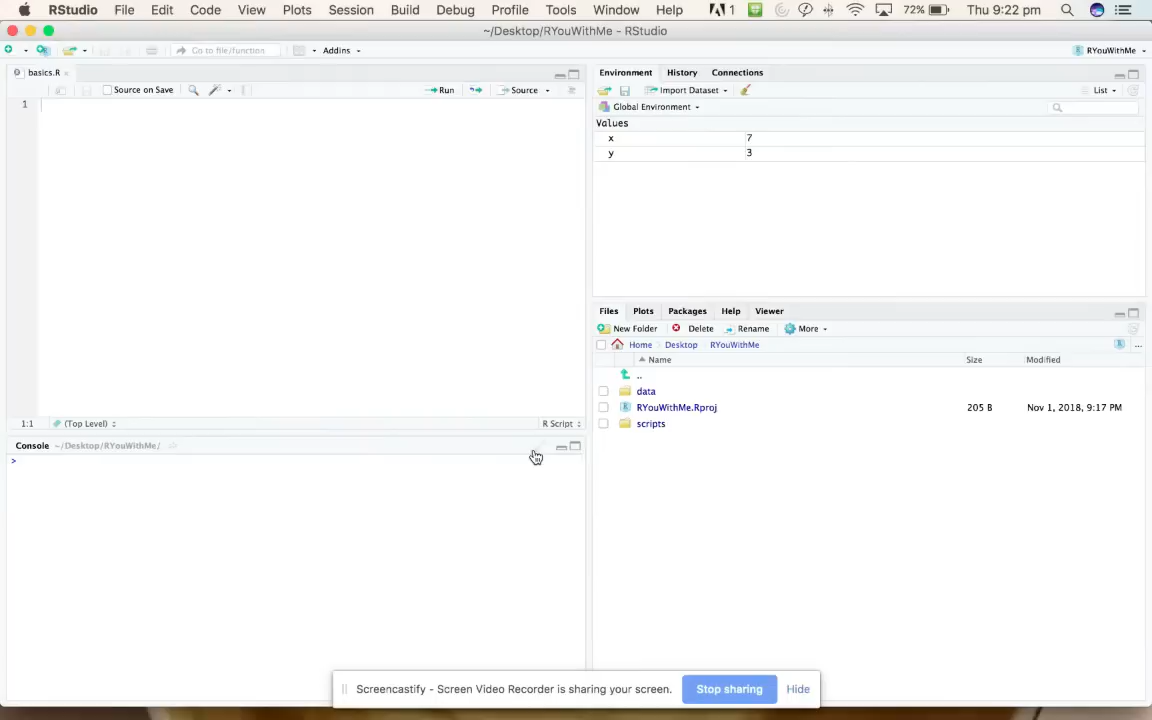 RStudio File Edit Code View Plots Session Build Debug Profile Tools Window Help 1 72% Thu 9:22 pm
~/Desktop/RYouWithMe - RStudio
Go to file/function Addins RYouWithMe
basics.R
Source on Save Run Source
1
1:1 (Top Level) R Script
Console ~/Desktop/RYouWithMe/
>
Environment History Connections
Import Dataset List
Global Environment
Values
x 7
y 3
Files Plots Packages Help Viewer
New Folder Delete Rename More
Home Desktop RYouWithMe ...
Name Size Modified
..
data
RYouWithMe.Rproj 205 B Nov 1, 2018, 9:17 PM
scripts
Screencastify - Screen Video Recorder is sharing your screen. Stop sharing Hide